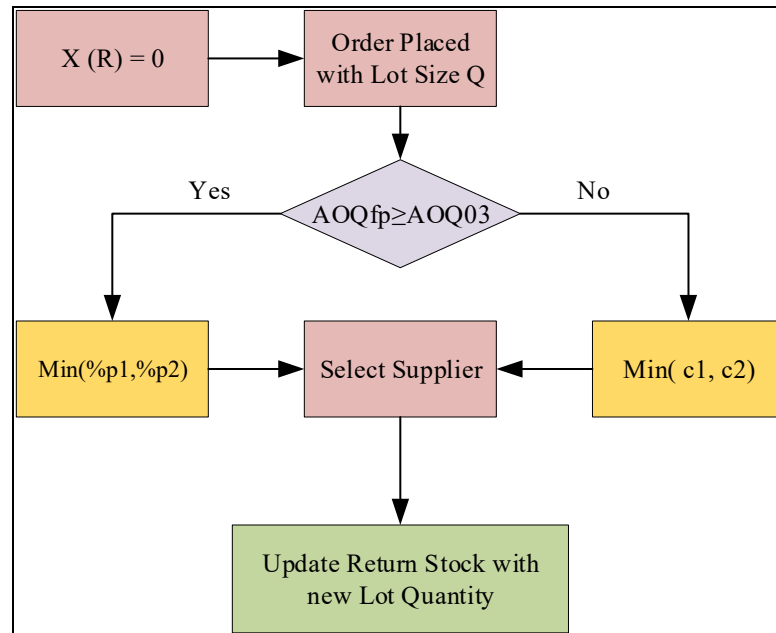 X (R) = 0
Order Placed
with Lot Size Q
Yes
AOQfp≥AOQ03
No
Min(%p1,%p2)
Select Supplier
Min( c1, c2)
Update Return Stock with
new Lot Quantity